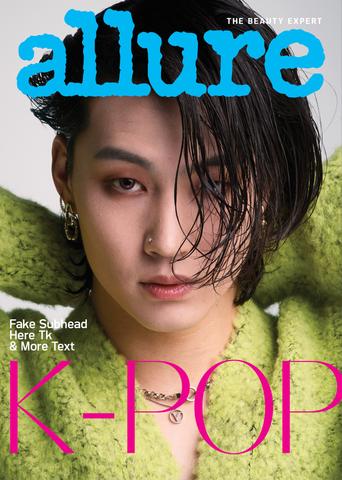 THE BEAUTY EXPERT
allure
Fake Subhead
Here Tk
& More Text
K-POP